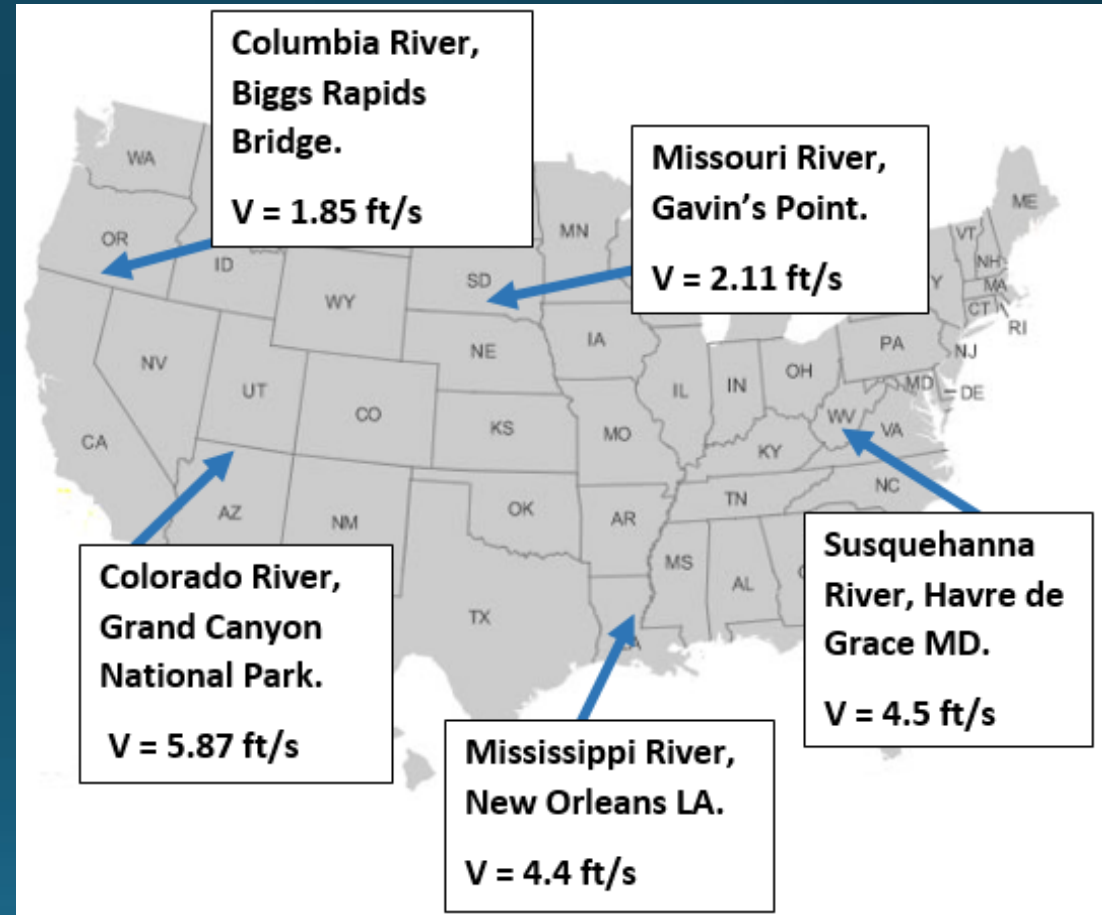 Columbia River,
Biggs Rapids
Bridge.
V = 1.85 ft/s
Missouri River,
Gavin's Point.
V = 2.11 ft/s
WA
OR
ID
WY
SD
MN
NE
IA
NV
UT
CO
KS
MO
IL
IN
OH
PA
Y
VT
NH
ME
MA
CT
RI
NJ
MD
DE
WV
VA
KY
CA
AZ
NM
OK
AR
TN
NC
MS
AL
TX
Colorado River,
Grand Canyon
National Park.
V = 5.87 ft/s
Susquehanna
River, Havre de
Grace MD.
V = 4.5 ft/s
Mississippi River,
New Orleans LA.
V = 4.4 ft/s